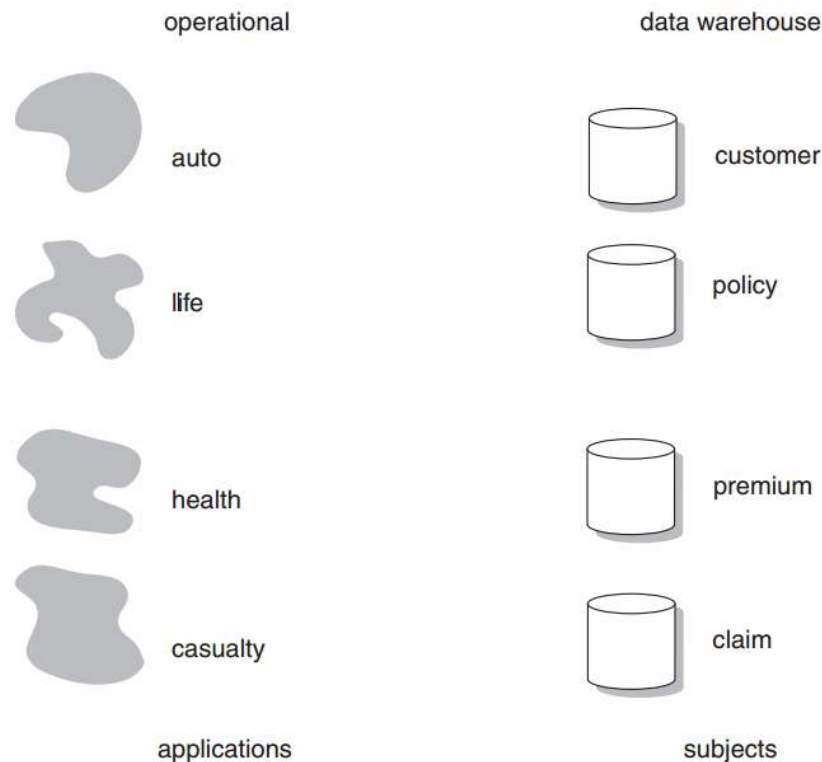 operational
data warehouse
auto
customer
life
policy
health
premium
casualty
claim
applications
subjects